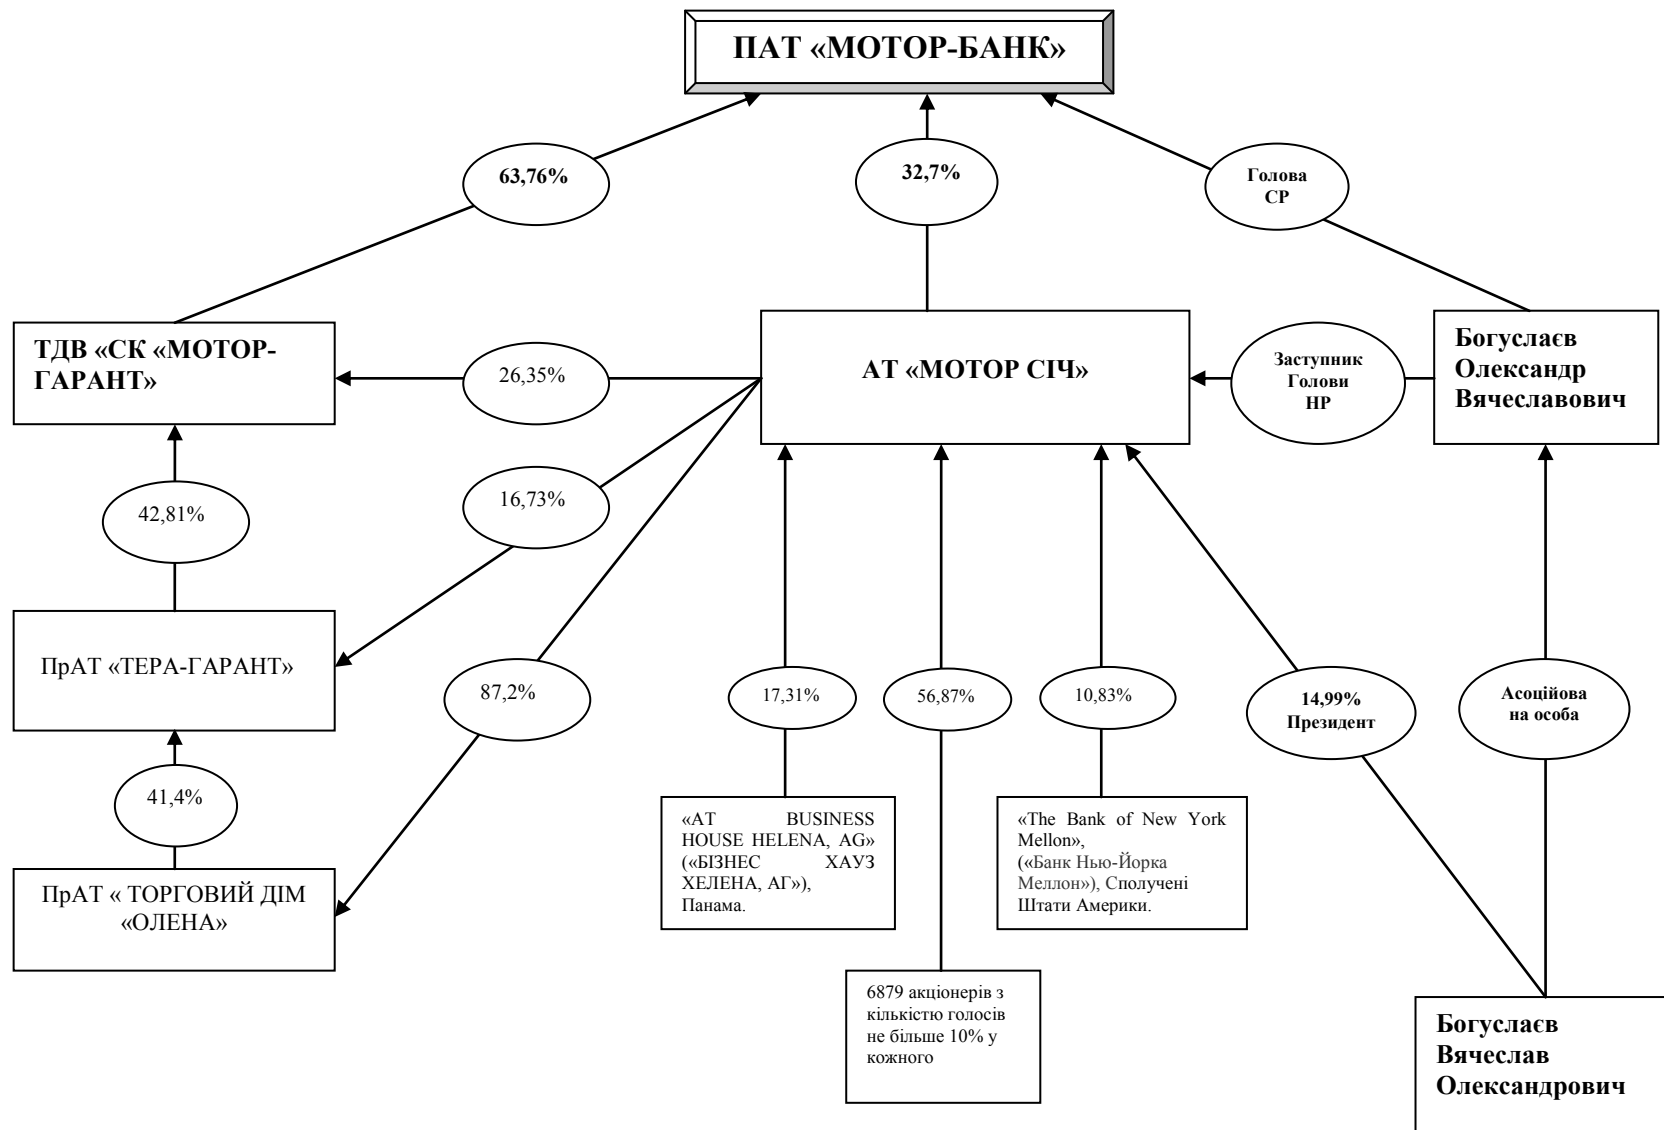 ПАТ «МОТОР-БАНК»
63,76%
32,7%
Голова
СР
ТДВ «СК «МОТОР-
ГАРАНТ»
26,35%
АТ «МОТОР СІЧ»
Заступник
Голови
НР
Богуслаєв
Олександр
Вячеславович
42,81%
16,73%
ПрАТ «ТЕРА-ГАРАНТ»
87,2%
17,31%
56,87%
10,83%
14,99%
Президент
Асоційова
на особа
41,4%
«АТ BUSINESS
HOUSE HELENA, AG»
(«БІЗНЕС ХАУЗ
ХЕЛЕНА, АГ»),
Панама.
«The Bank of New York
Mellon»,
(«Банк Нью-Йорка
Меллон»), Сполучені
Штати Америки.
ПрАТ « ТОРГОВИЙ ДІМ
«ОЛЕНА»
6879 акціонерів з
кількістю голосів
не більше 10% у
кожного
Богуслаєв
Вячеслав
Олександрович